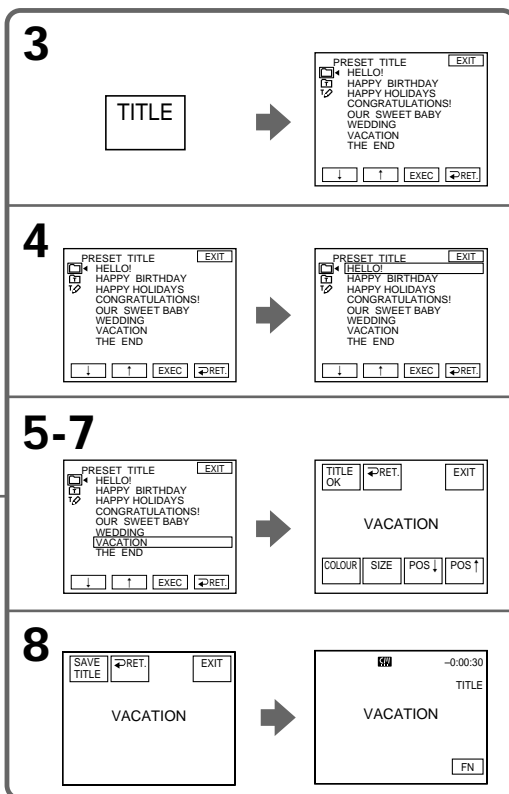 3
TITLE
PRESET TITLE EXIT
HELLO!
HAPPY BIRTHDAY
HAPPY HOLIDAYS
CONGRATULATIONS!
OUR SWEET BABY
WEDDING
VACATION
THE END
↓ ↑ EXEC RET.
4
PRESET TITLE EXIT
HELLO!
HAPPY BIRTHDAY
HAPPY HOLIDAYS
CONGRATULATIONS!
OUR SWEET BABY
WEDDING
VACATION
THE END
↓ ↑ EXEC RET.
PRESET TITLE EXIT
HELLO!
HAPPY BIRTHDAY
HAPPY HOLIDAYS
CONGRATULATIONS!
OUR SWEET BABY
WEDDING
VACATION
THE END
↓ ↑ EXEC RET.
5-7
PRESET TITLE EXIT
HELLO!
HAPPY BIRTHDAY
HAPPY HOLIDAYS
CONGRATULATIONS!
OUR SWEET BABY
WEDDING
VACATION
THE END
↓ ↑ EXEC RET.
TITLE OK RET. EXIT
VACATION
COLOUR SIZE POS↓ POS↑
8
SAVE TITLE RET. EXIT
VACATION
–0:00:30
TITLE
VACATION
FN